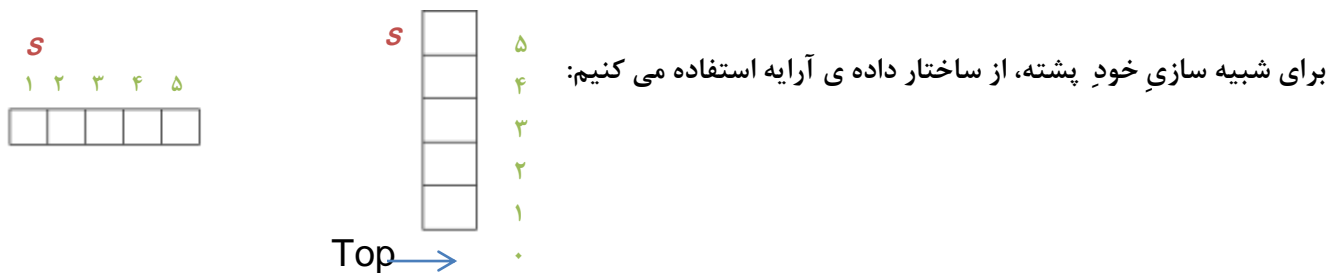 برای شبیه سازیِ خودِ پشته، از ساختار داده ی آرایه استفاده می کنیم:
S
۵
۴
۳
۲
۱
۰
Top
S
۱ ۲ ۳ ۴ ۵